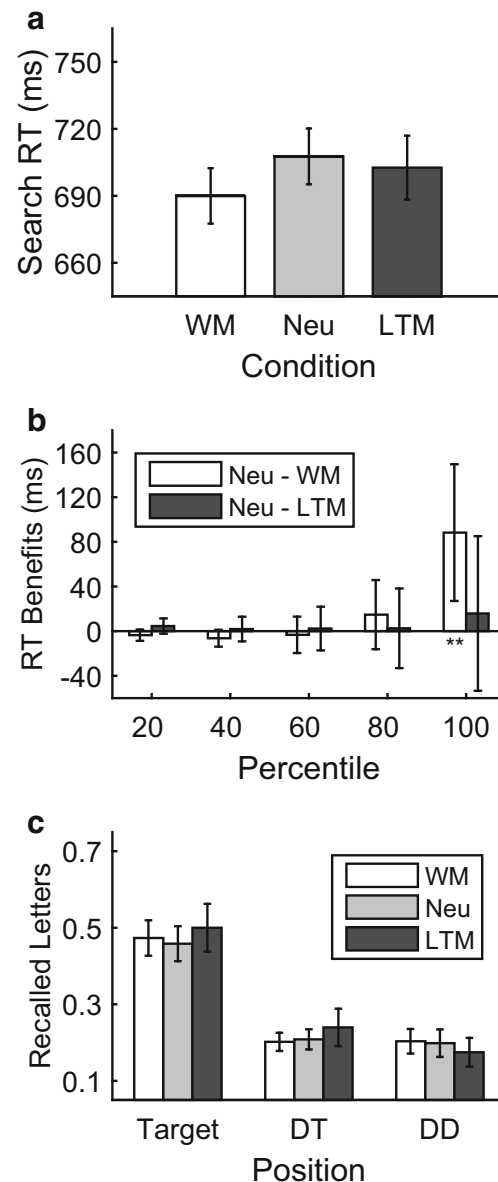 a
Search RT (ms)
750
720
690
660
WM Neu LTM
Condition
b
RT Benefits (ms)
160
120
80
40
0
-40
Neu - WM
Neu - LTM
**
20 40 60 80 100
Percentile
c
Recalled Letters
0.7
0.5
0.3
0.1
WM
Neu
LTM
Target DT DD
Position